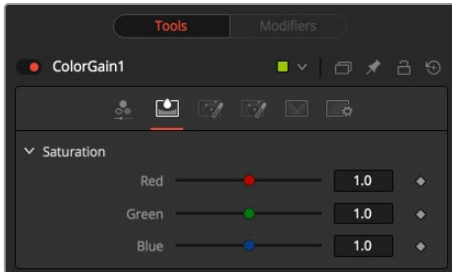 Tools Modifiers
ColorGain1
Saturation
Red 1.0
Green 1.0
Blue 1.0